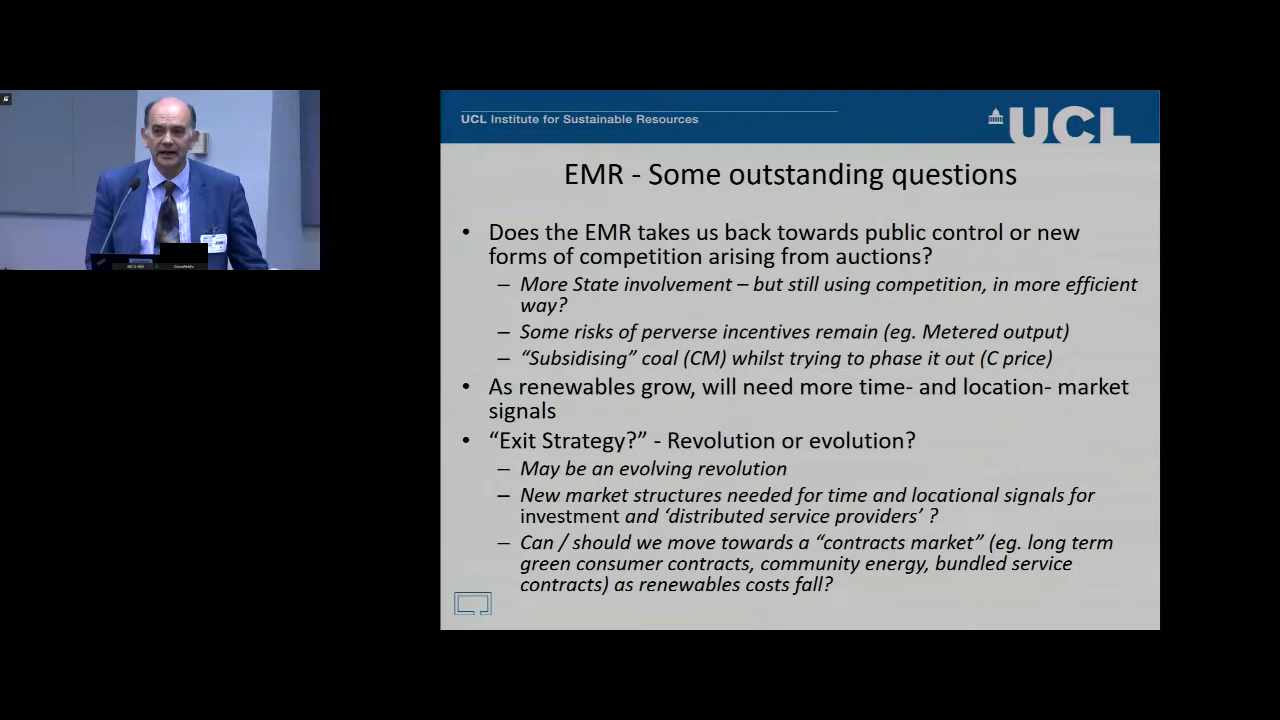 UCL Institute for Sustainable Resources
UCL
EMR - Some outstanding questions
• Does the EMR takes us back towards public control or new
forms of competition arising from auctions?
– More State involvement – but still using competition, in more efficient
way?
– Some risks of perverse incentives remain (eg. Metered output)
– “Subsidising” coal (CM) whilst trying to phase it out (C price)
• As renewables grow, will need more time- and location- market
signals
• “Exit Strategy?” - Revolution or evolution?
– May be an evolving revolution
– New market structures needed for time and locational signals for
investment and ‘distributed service providers’ ?
– Can / should we move towards a “contracts market” (eg. long term
green consumer contracts, community energy, bundled service
contracts) as renewables costs fall?